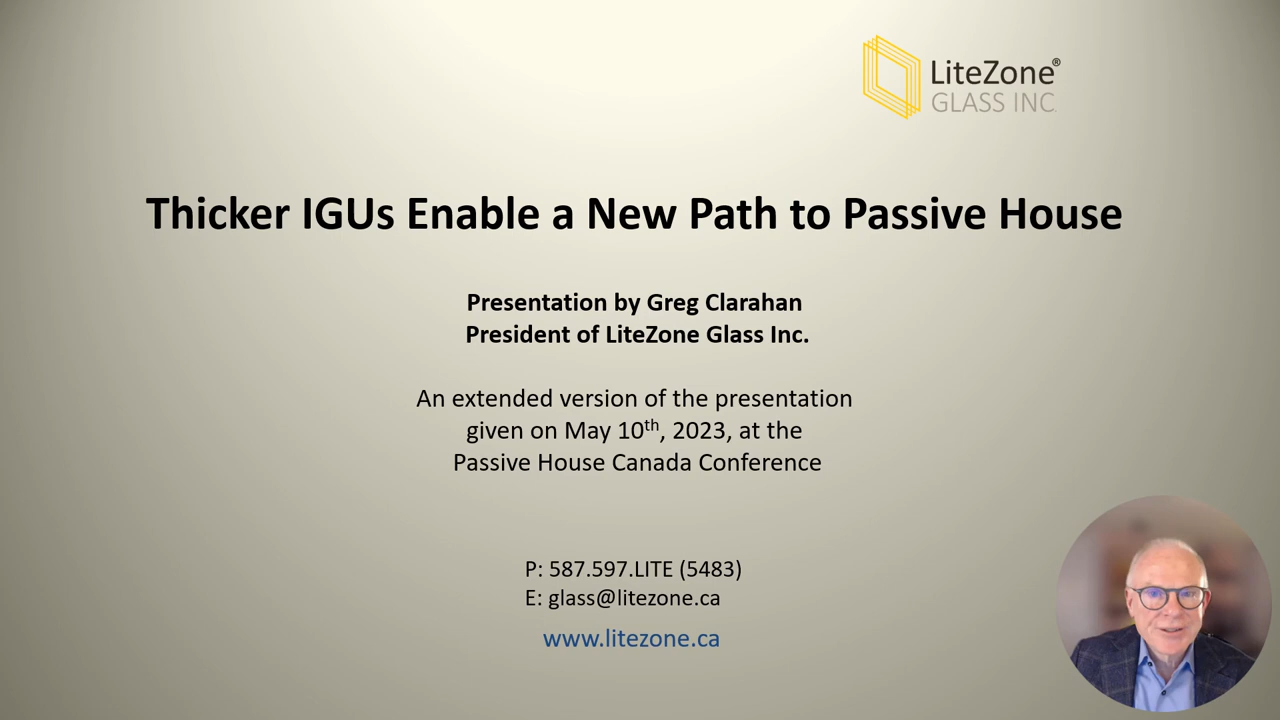 LiteZone®
GLASS INC.
Thicker IGUs Enable a New Path to Passive House
Presentation by Greg Clarahan
President of LiteZone Glass Inc.
An extended version of the presentation
given on May 10th, 2023, at the
Passive House Canada Conference
P: 587.597.LITE (5483)
E: glass@litezone.ca
www.litezone.ca